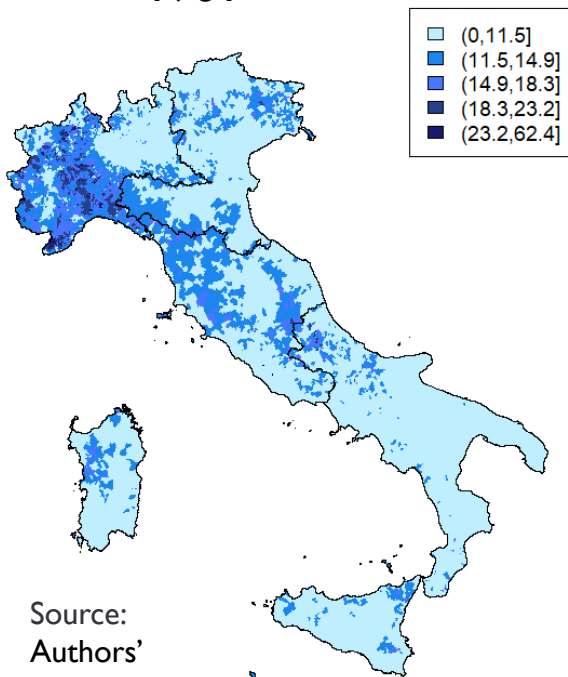 (0,11.5]
(11.5,14.9]
(14.9,18.3]
(18.3,23.2]
(23.2,62.4]
Source:
Authors’